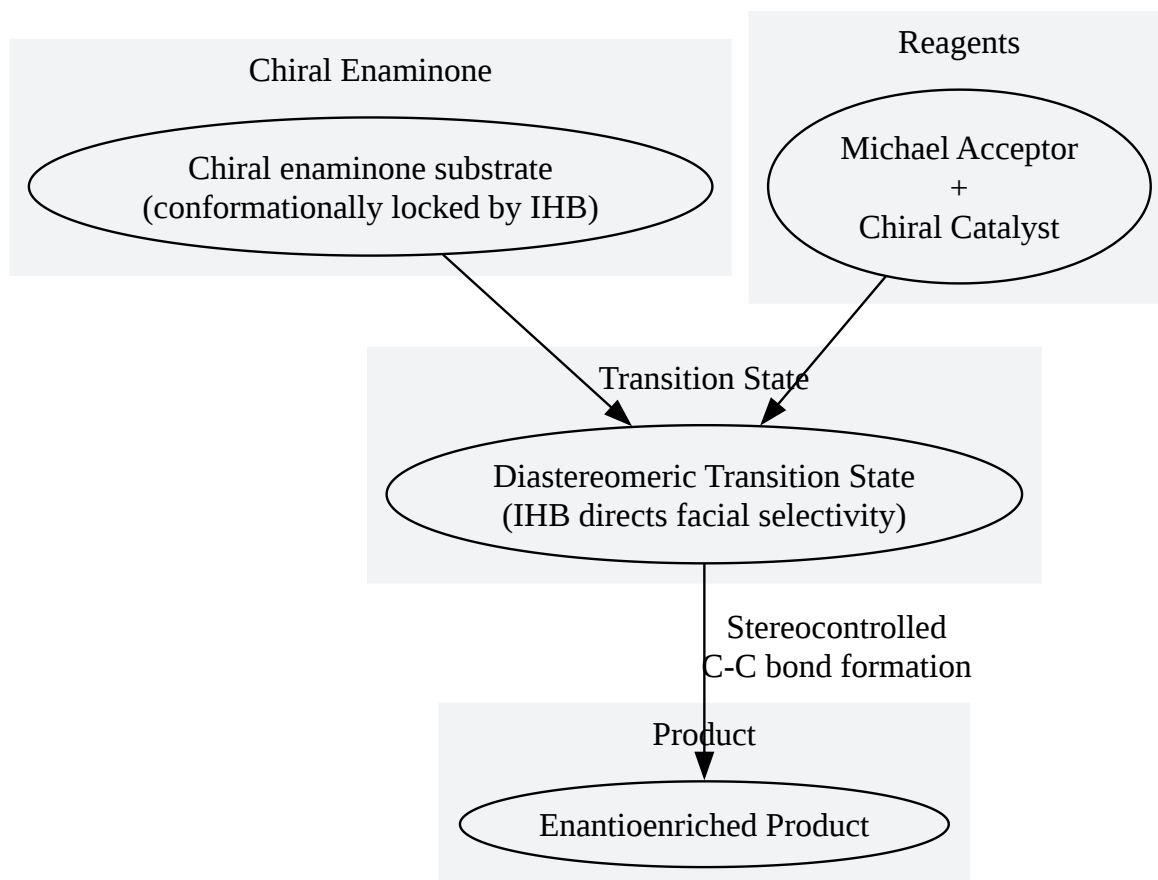 Chiral Enaminone
Chiral enaminone substrate
(conformationally locked by IHB)
Reagents
Michael Acceptor
+
Chiral Catalyst
Transition State
Diastereomeric Transition State
(IHB directs facial selectivity)
Stereocontrolled
C-C bond formation
Product
Enantioenriched Product